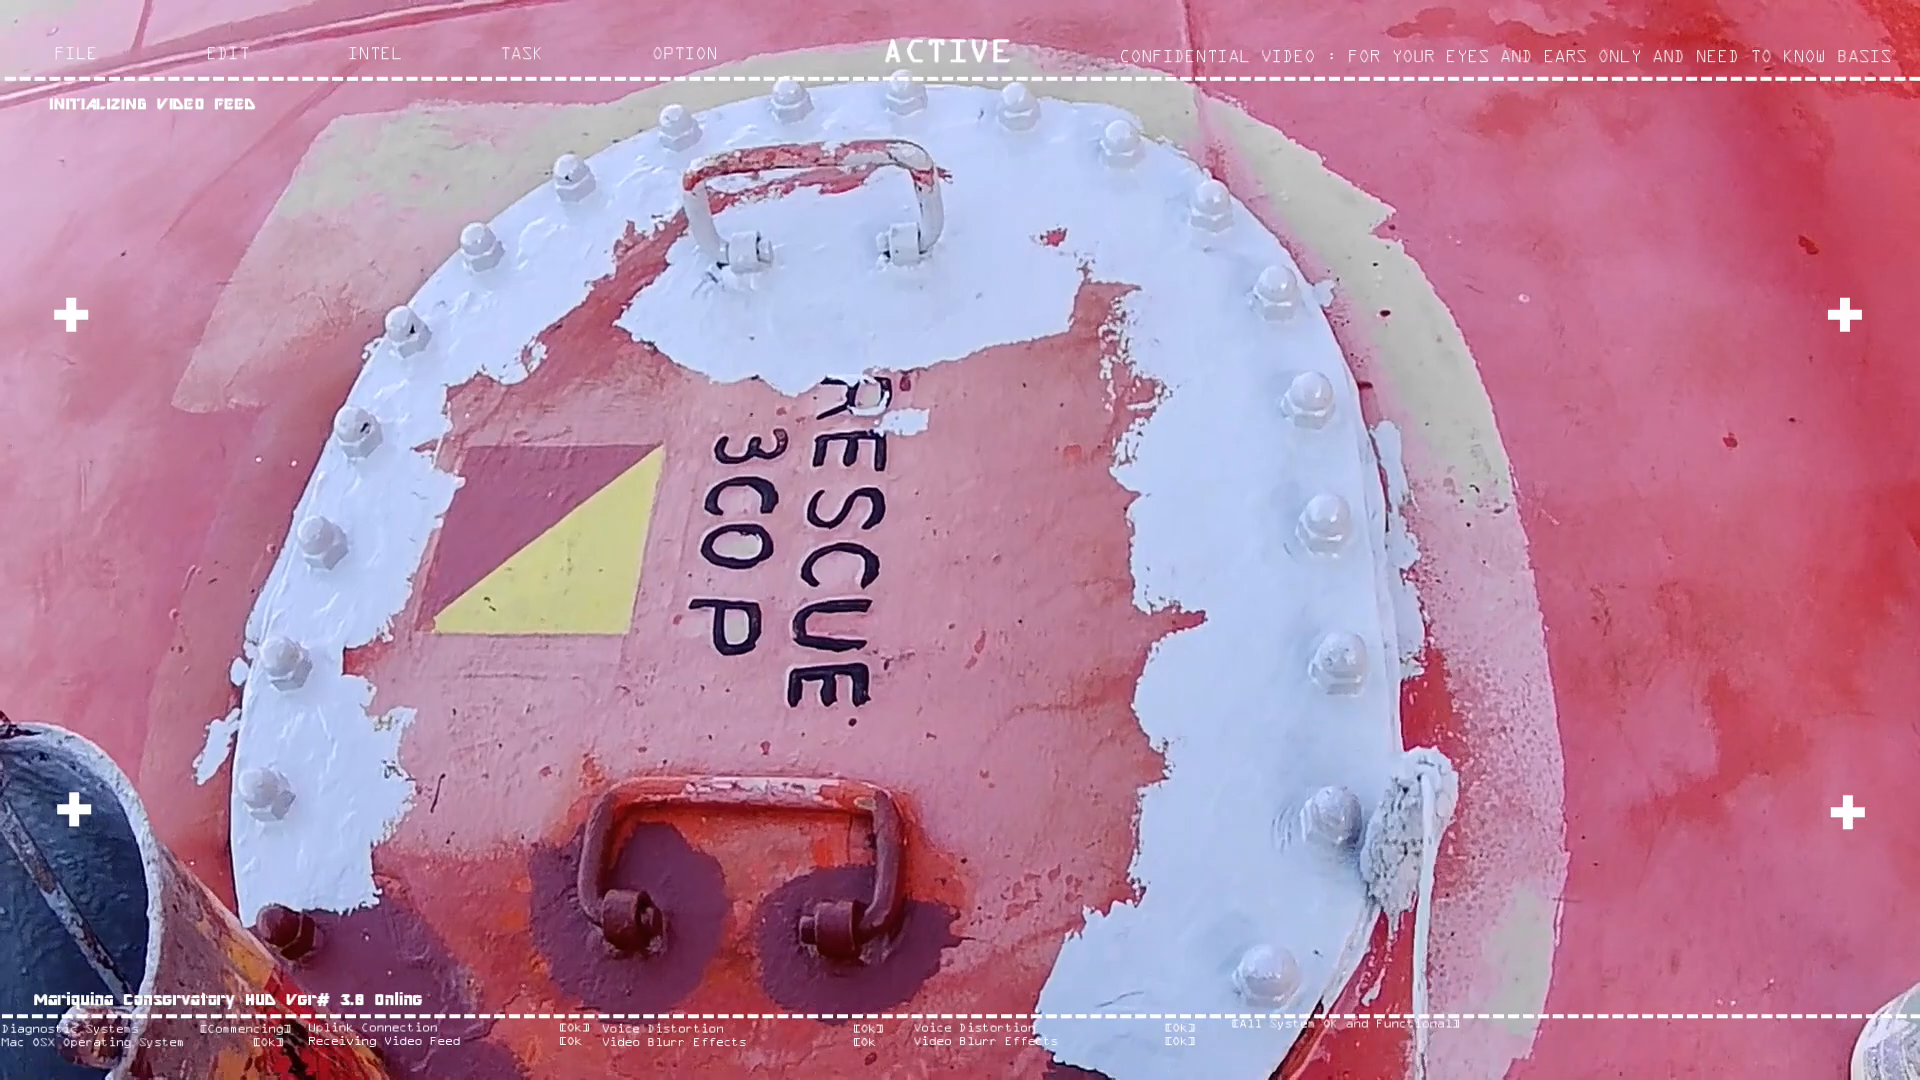 FILE EDIT INTEL TASK OPTION ACTIVE CONFIDENTIAL VIDEO : FOR YOUR EYES AND EARS ONLY AND NEED TO KNOW BASIS
INITIALIZING VIDEO FEED
RESCUE
3CO P
Mariquina Conservatory HUD Ver# 3.0 Online
Diagnostic Systems [Commencing] Uplink Connection [Ok] Voice Distortion [Ok] Voice Distortion [Ok] [All System OK and Functional]
Mac OSX Operating System [Ok] Receiving Video Feed [Ok Video Blurr Effects [Ok Video Blurr Effects [Ok]